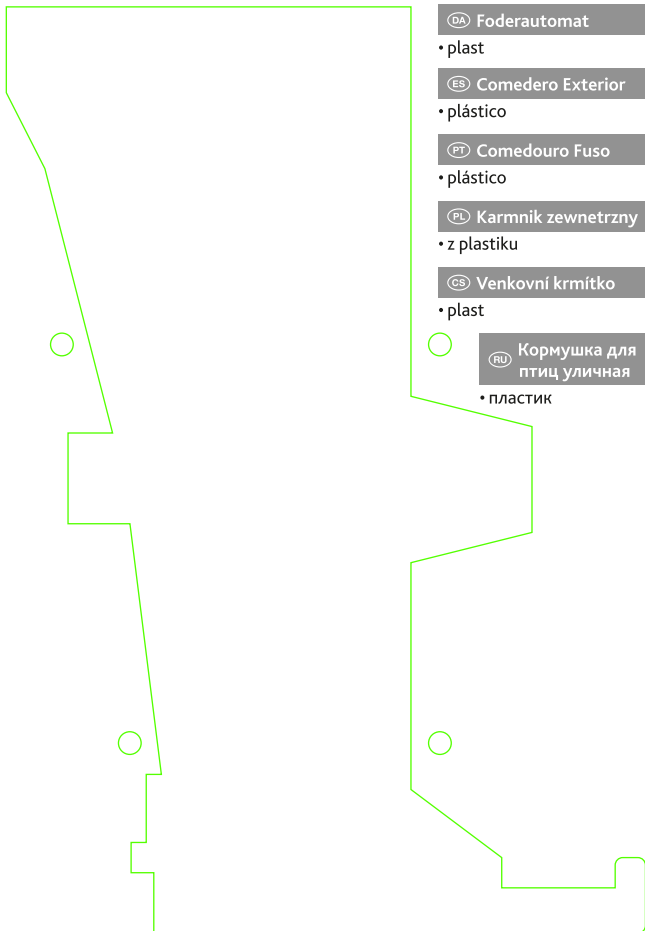 DA Foderautomat
• plast
ES Comedero Exterior
• plástico
PT Comedouro Fuso
• plástico
PL Karmnik zewnetrzny
• z plastiku
CS Venkovní krmítko
• plast
RU Кормушка для
птиц уличная
• пластик